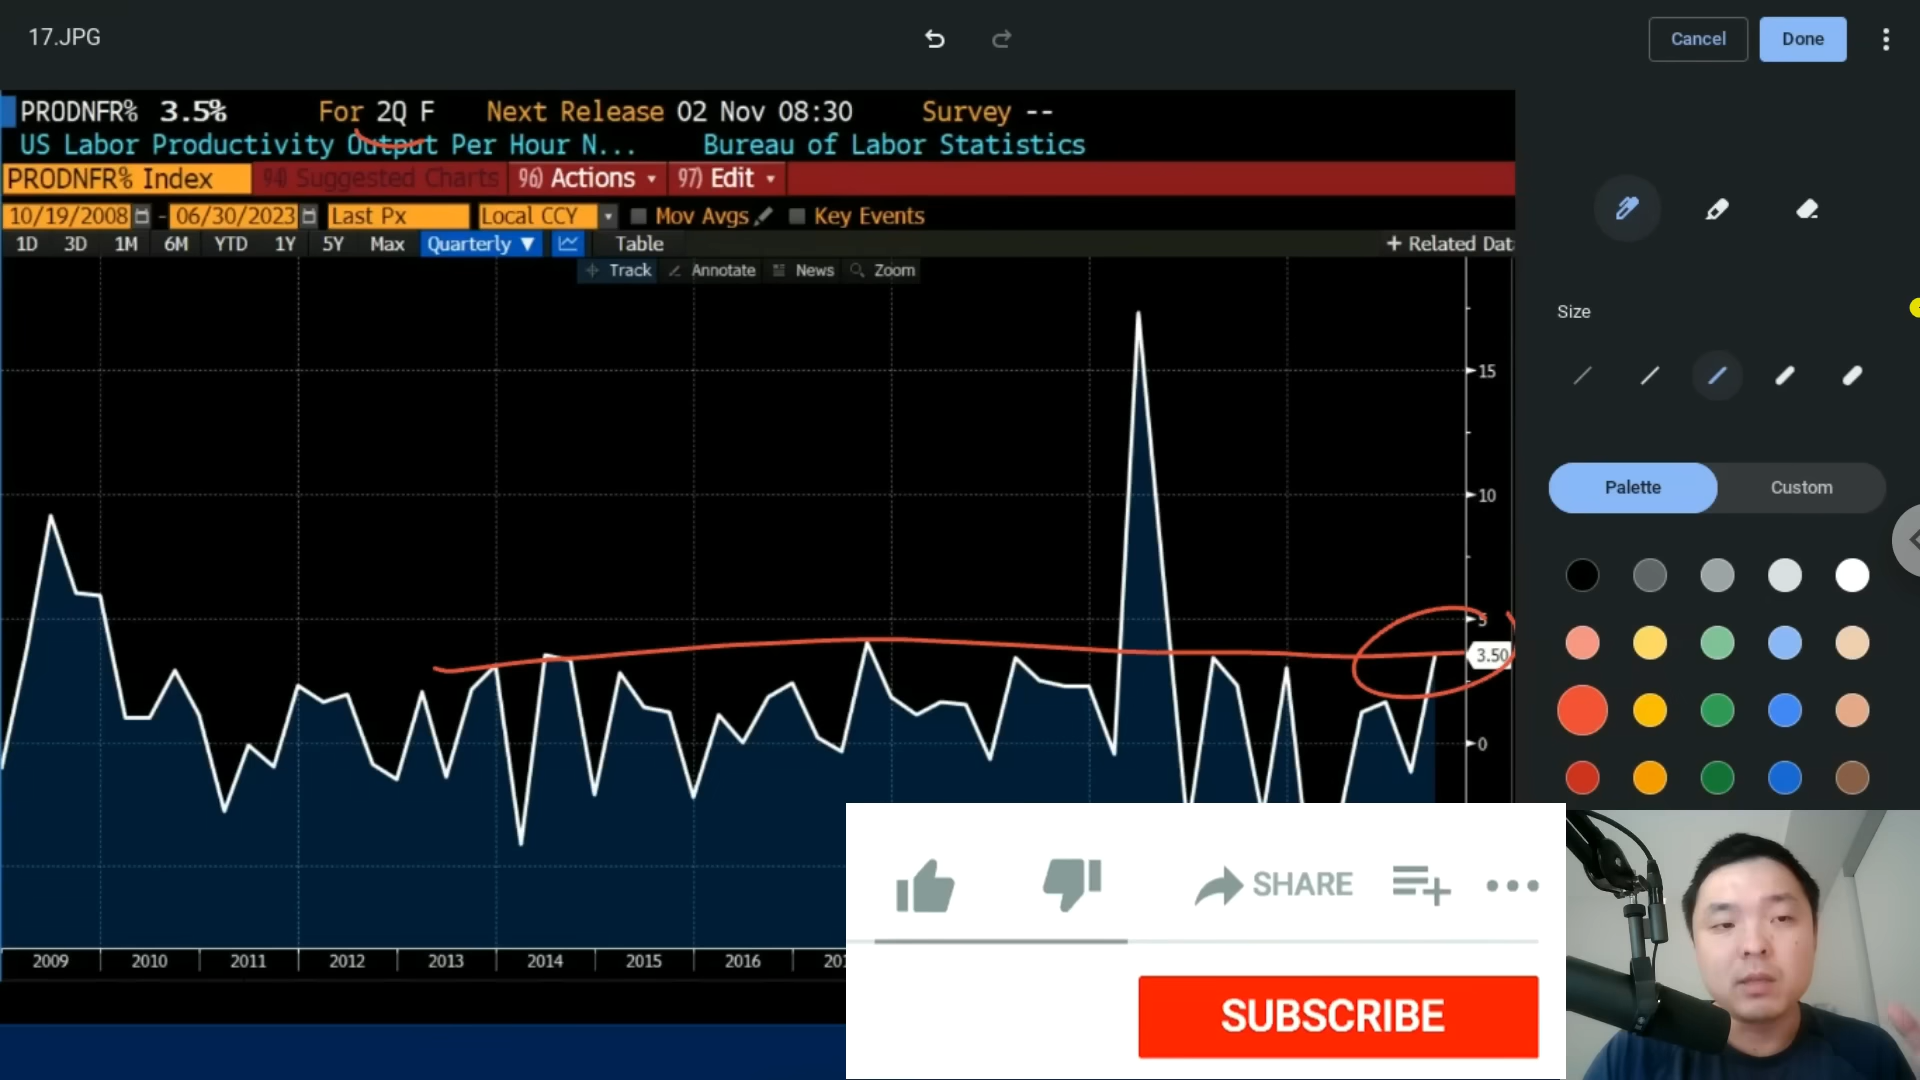 17.JPG
Cancel
Done
PRODNFR% 3.5% For 2Q F Next Release 02 Nov 08:30 Survey --
US Labor Productivity Output Per Hour N... Bureau of Labor Statistics
PRODNFR% Index 94) Suggested Charts 96) Actions 97) Edit
10/19/2008 - 06/30/2023 Last Px Local CCY Mov Avgs Key Events
1D 3D 1M 6M YTD 1Y 5Y Max Quarterly ▼ Table + Related Dat
Track Annotate News Zoom
Size
15
10
5
3.50
0
Palette
Custom
2009 2010 2011 2012 2013 2014 2015 2016 201
SHARE
SUBSCRIBE